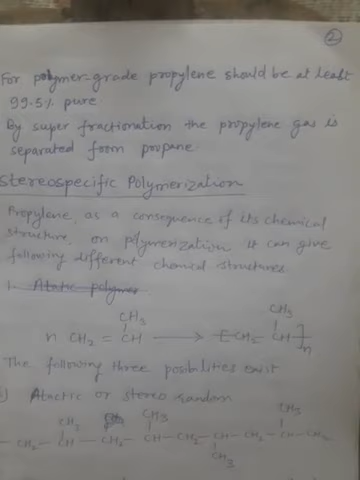 2
For polymer-grade propylene should be at least
99.5% pure
By super fractionation the propylene gas is
separated from propane.
Stereospecific Polymerization
Propylene, as a consequence of its chemical
structure, on polymerization it can give
following different chemical structures.
1. Atatic polymer.
CH3 CH3
n CH2 = CH → [CH2 - CH]n
The following three posibilities exist
i) Atactic or stereo random
CH3 CH3 CH3
- CH2 - CH - CH2 - CH - CH2 - CH - CH2 - CH - CH2
CH3